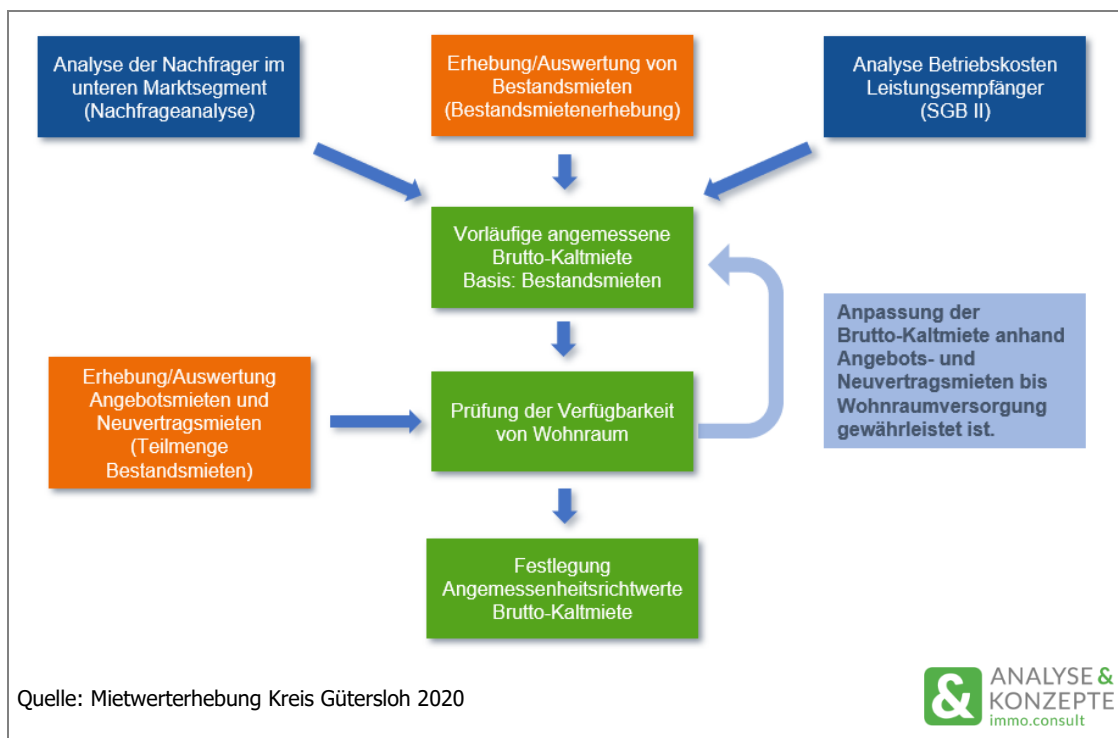 Analyse der Nachfrager im
unteren Marktsegment
(Nachfrageanalyse)
Erhebung/Auswertung von
Bestandsmieten
(Bestandsmietenerhebung)
Analyse Betriebskosten
Leistungsempfänger
(SGB II)
Vorläufige angemessene
Brutto-Kaltmiete
Basis: Bestandsmieten
Anpassung der
Brutto-Kaltmiete anhand
Angebots- und
Neuvertragsmieten bis
Wohnraumversorgung
gewährleistet ist.
Erhebung/Auswertung
Angebotsmieten und
Neuvertragsmieten
(Teilmenge
Bestandsmieten)
Prüfung der Verfügbarkeit
von Wohnraum
Festlegung
Angemessenheitsrichtwerte
Brutto-Kaltmiete
Quelle: Mietwerterhebung Kreis Gütersloh 2020
&
ANALYSE &
KONZEPTE
immo.consult